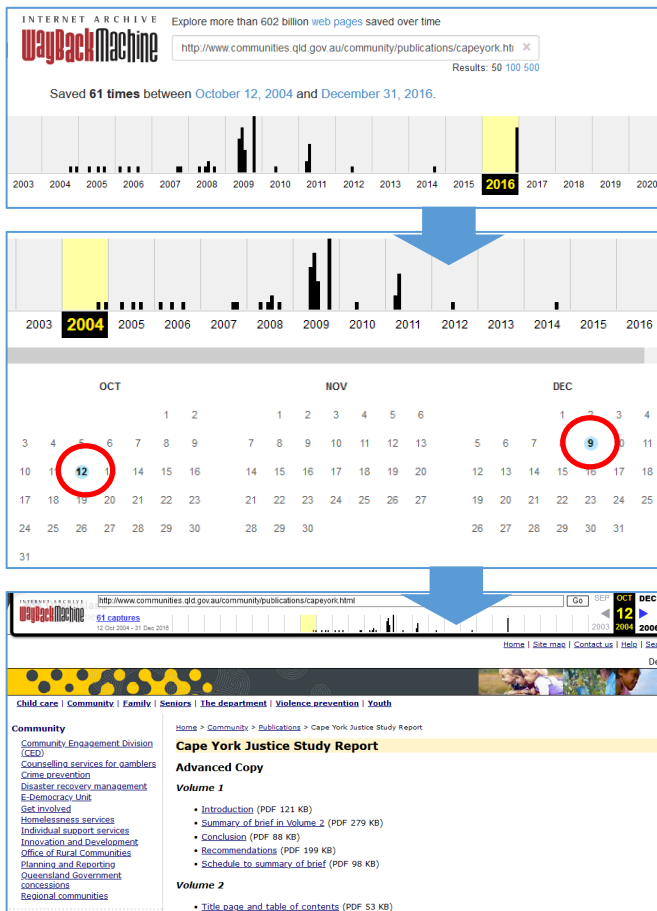 INTERNET ARCHIVE
WayBackMachine
Explore more than 602 billion web pages saved over time
http://www.communities.qld.gov.au/community/publications/capeyork.ht
Results: 50 100 500
Saved 61 times between October 12, 2004 and December 31, 2016.
2003 2004 2005 2006 2007 2008 2009 2010 2011 2012 2013 2014 2015 2016 2017 2018 2019 2020
2003 2004 2005 2006 2007 2008 2009 2010 2011 2012 2013 2014 2015 2016
OCT NOV DEC
1 2 1 2 3 4 5 6 1 2 3 4
3 4 5 6 7 8 9 7 8 9 10 11 12 13 5 6 7 9 10 11
10 11 12 13 14 15 16 14 15 16 17 18 19 20 12 13 14 15 16 17 18
17 18 19 20 21 22 23 21 22 23 24 25 26 27 19 20 21 22 23 24 25
24 25 26 27 28 29 30 28 29 30 26 27 28 29 30 31
31
INTERNET ARCHIVE
WayBackMachine
http://www.communities.qld.gov.au/community/publications/capeyork.html Go SEP OCT DEC
61 captures 12
12 Oct 2004 - 31 Dec 2016 2003 2004 2006
Home | Site map | Contact us | Help | Sea
De
Child care | Community | Family | Seniors | The department | Violence prevention | Youth
Community
Community Engagement Division
(CED)
Counselling services for gamblers
Crime prevention
Disaster recovery management
E-Democracy Unit
Get involved
Homelessness services
Individual support services
Innovation and Development
Office of Rural Communities
Planning and Reporting
Queensland Government
concessions
Regional communities
Home > Community > Publications > Cape York Justice Study Report
Cape York Justice Study Report
Advanced Copy
Volume 1
• Introduction (PDF 121 KB)
• Summary of brief in Volume 2 (PDF 279 KB)
• Conclusion (PDF 88 KB)
• Recommendations (PDF 199 KB)
• Schedule to summary of brief (PDF 98 KB)
Volume 2
• Title page and table of contents (PDF 53 KB)